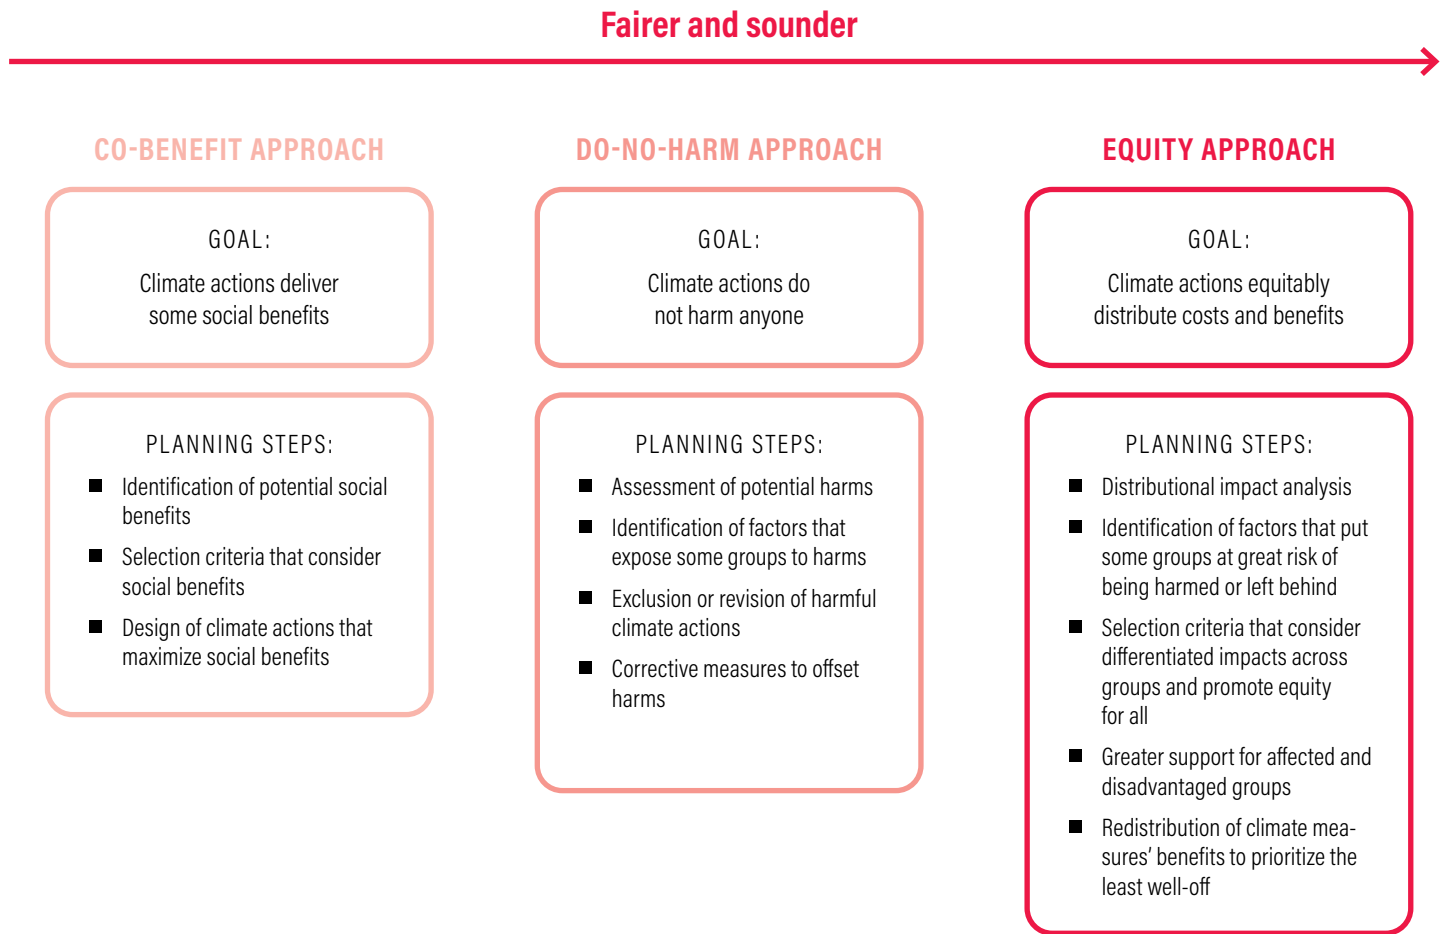 Fairer and sounder
CO-BENEFIT APPROACH
GOAL:
Climate actions deliver
some social benefits
PLANNING STEPS:
Identification of potential social
benefits
Selection criteria that consider
social benefits
Design of climate actions that
maximize social benefits
DO-NO-HARM APPROACH
GOAL:
Climate actions do
not harm anyone
PLANNING STEPS:
Assessment of potential harms
Identification of factors that
expose some groups to harms
Exclusion or revision of harmful
climate actions
Corrective measures to offset
harms
EQUITY APPROACH
GOAL:
Climate actions equitably
distribute costs and benefits
PLANNING STEPS:
Distributional impact analysis
Identification of factors that put
some groups at great risk of
being harmed or left behind
Selection criteria that consider
differentiated impacts across
groups and promote equity
for all
Greater support for affected and
disadvantaged groups
Redistribution of climate mea-
sures’ benefits to prioritize the
least well-off